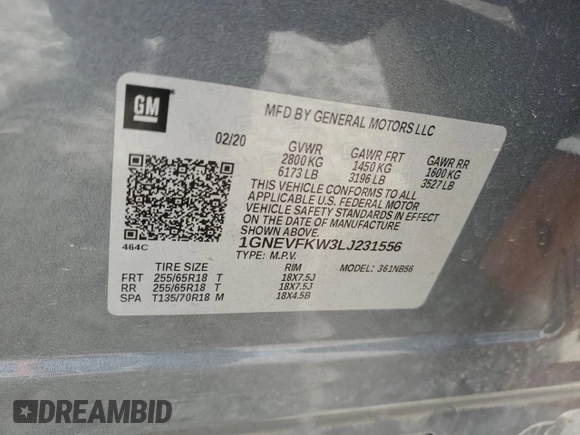 GM
MFD BY GENERAL MOTORS LLC
02/20 GVWR GAWR FRT GAWR RR
2800 KG 1450 KG 1600 KG
6173 LB 3196 LB 3527 LB
THIS VEHICLE CONFORMS TO ALL
APPLICABLE U.S. FEDERAL MOTOR
VEHICLE SAFETY STANDARDS IN EFFECT
ON THE DATE OF MANUFACTURE
SHOWN ABOVE.
464C 1GNEVFKW3LJ231556
TYPE: M.P.V. MODEL: 361NB56
TIRE SIZE RIM
FRT 255/65R18 T 18X7.5J
RR 255/65R18 T 18X7.5J
SPA T135/70R18 M 18X4.5B
DREAMBID